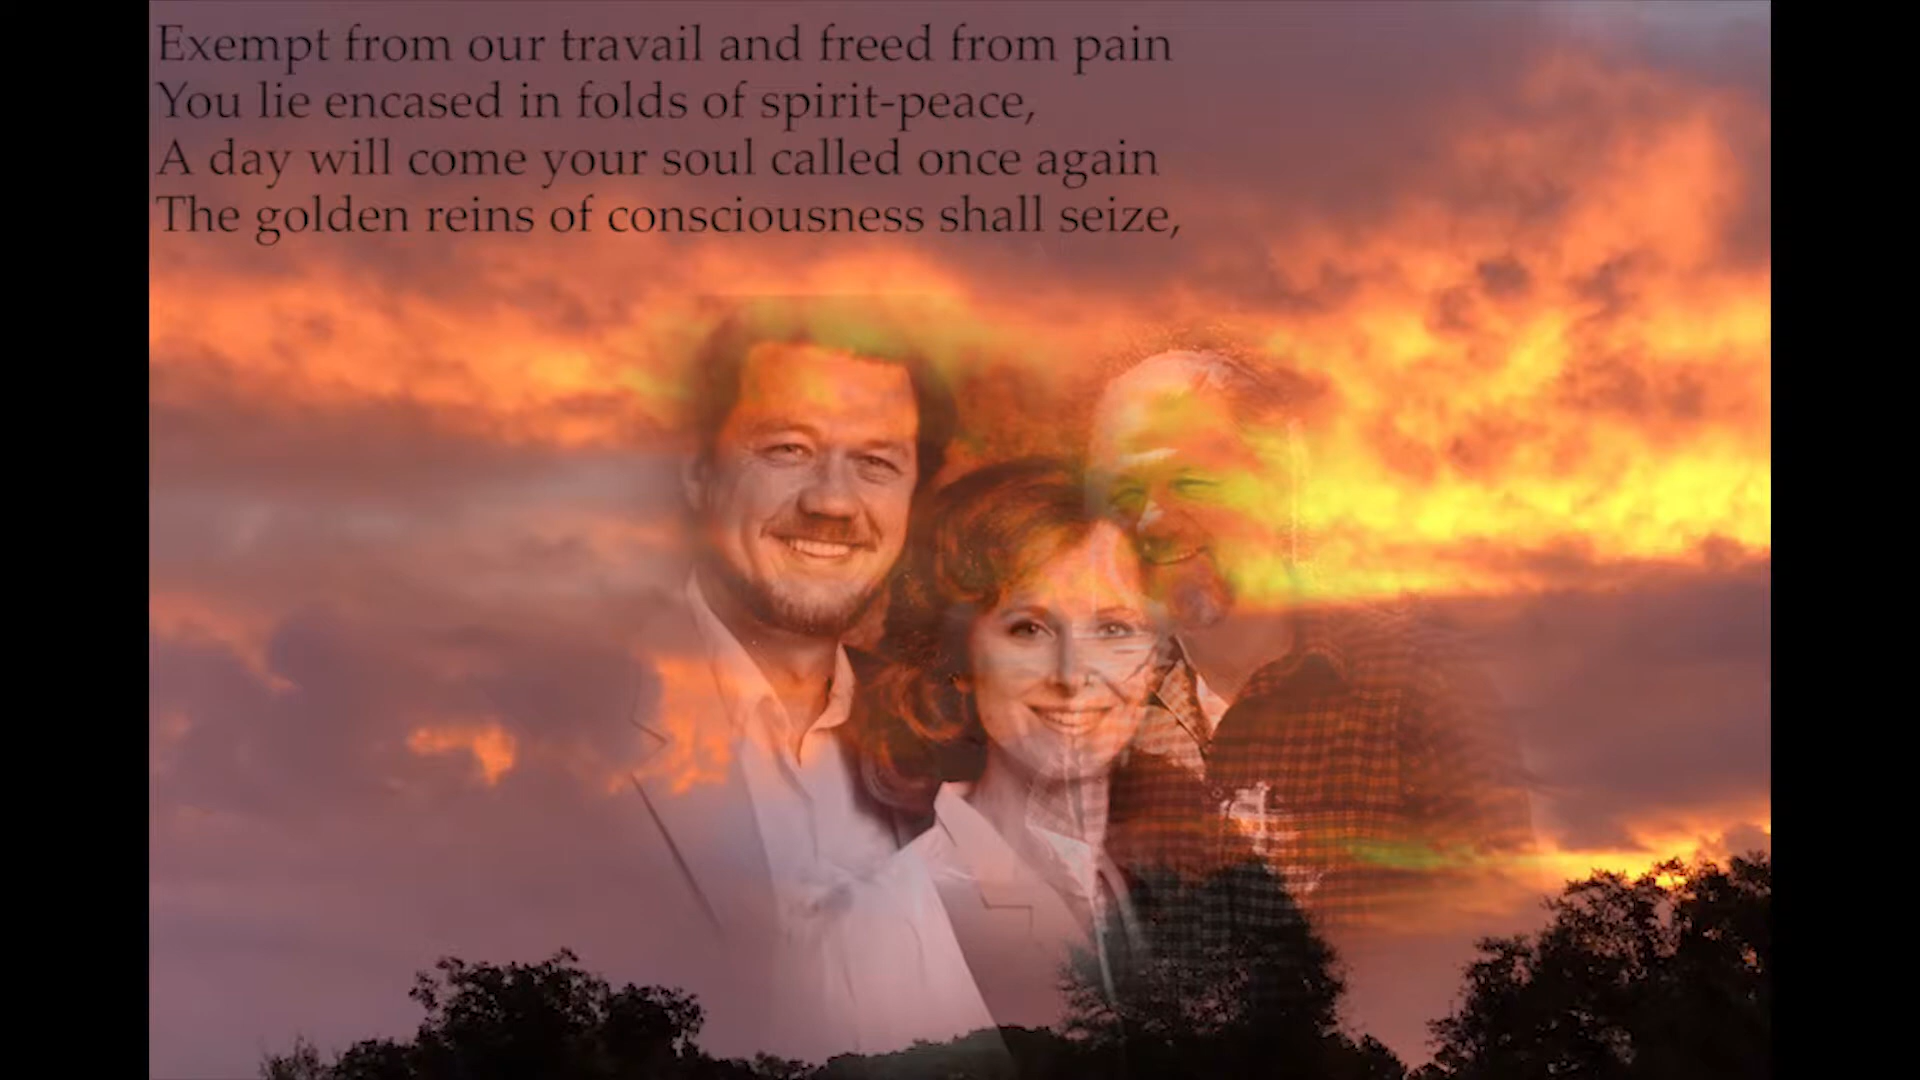 Exempt from our travail and freed from pain
You lie encased in folds of spirit-peace,
A day will come your soul called once again
The golden reins of consciousness shall seize,